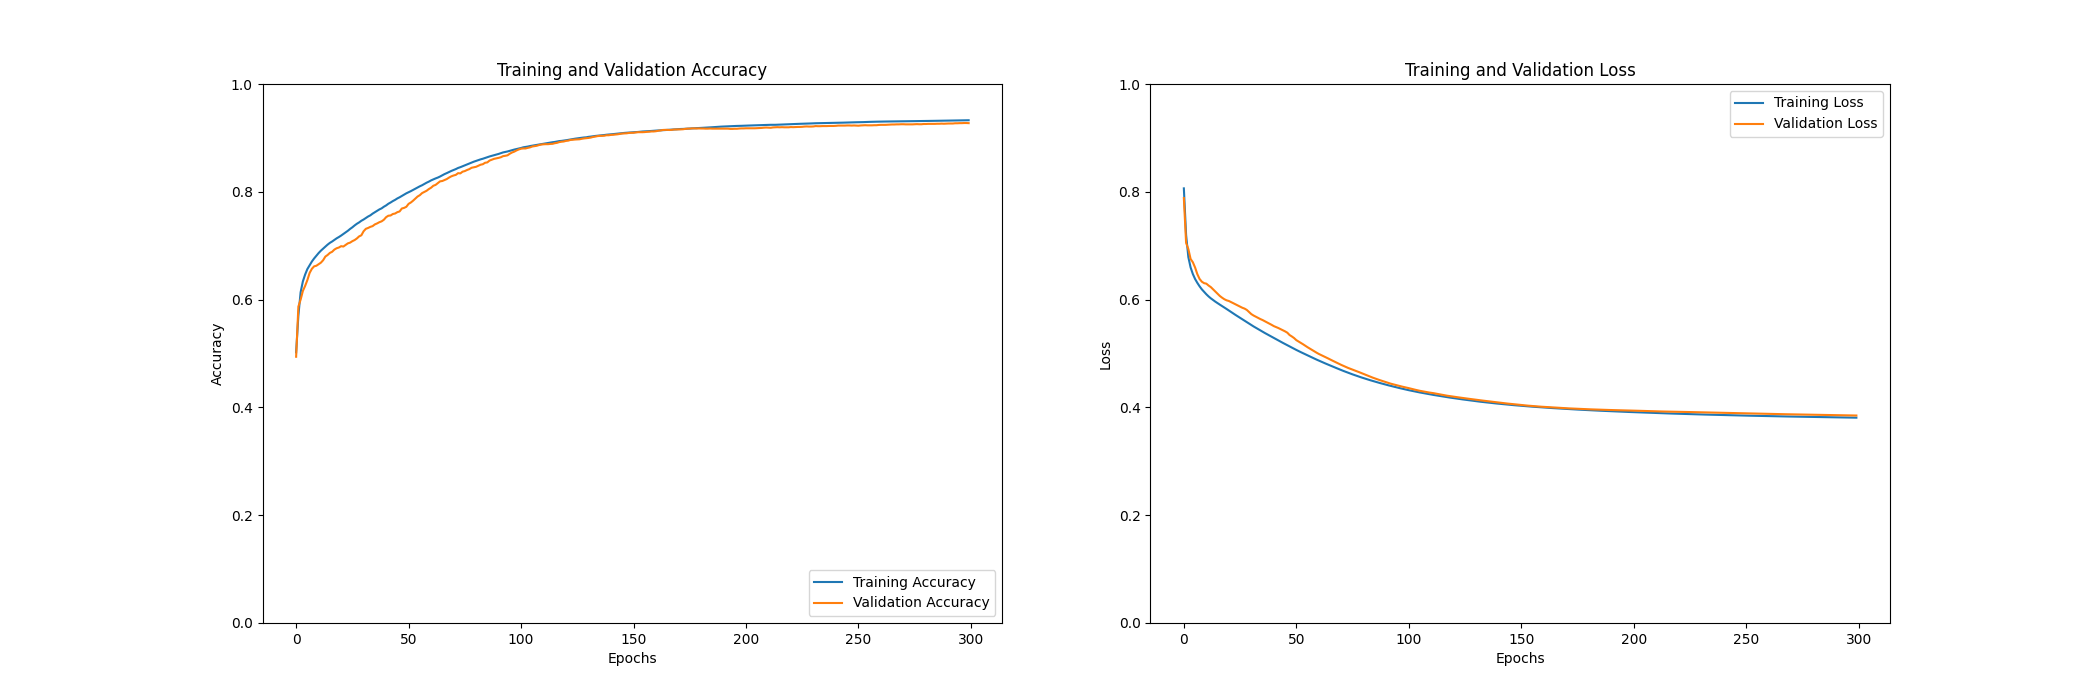 Training and Validation Accuracy
1.0
0.8
0.6
0.4
0.2
0.0
Accuracy
0 50 100 150 200 250 300
Epochs
Training Accuracy
Validation Accuracy
Training and Validation Loss
1.0
0.8
0.6
0.4
0.2
0.0
Loss
0 50 100 150 200 250 300
Epochs
Training Loss
Validation Loss